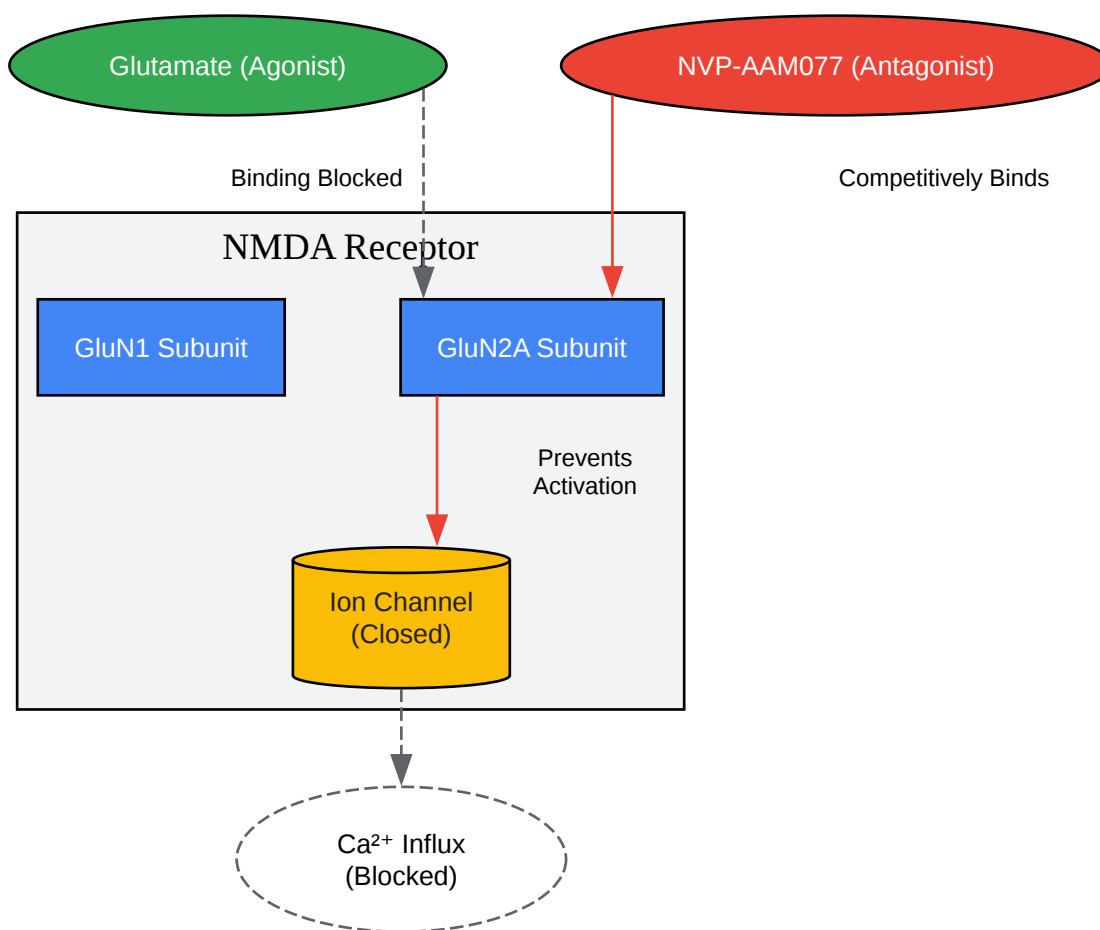 Glutamate (Agonist)
NVP-AAM077 (Antagonist)
Binding Blocked
Competitively Binds
NMDA Receptor
GluN1 Subunit
GluN2A Subunit
Prevents
Activation
Ion Channel
(Closed)
Ca²⁺ Influx
(Blocked)